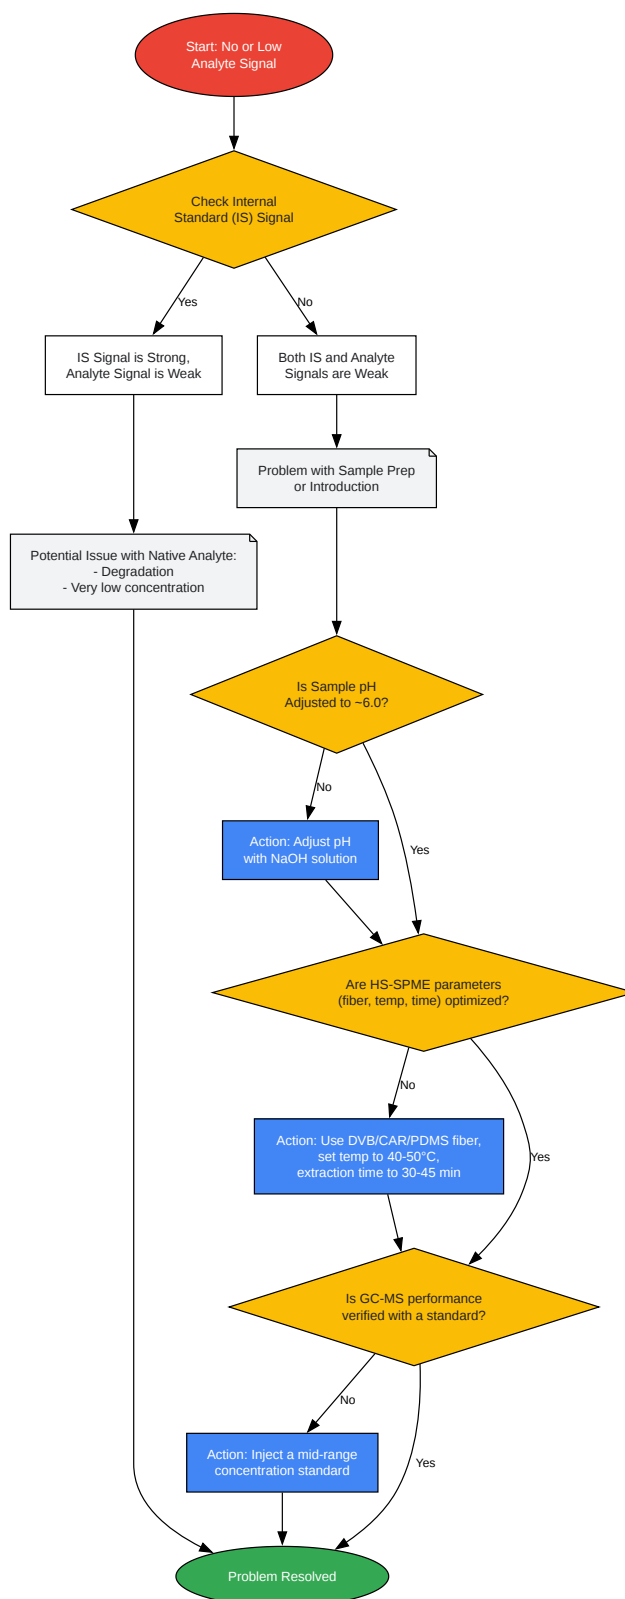 Start: No or Low
Analyte Signal
Check Internal
Standard (IS) Signal
Yes
No
IS Signal is Strong,
Analyte Signal is Weak
Both IS and Analyte
Signals are Weak
Problem with Sample Prep
or Introduction
Potential Issue with Native Analyte:
- Degradation
- Very low concentration
Is Sample pH
Adjusted to ~6.0?
No
Action: Adjust pH
with NaOH solution
Yes
Are HS-SPME parameters
(fiber, temp, time) optimized?
No
Action: Use DVB/CAR/PDMS fiber,
set temp to 40-50°C,
extraction time to 30-45 min
Yes
Is GC-MS performance
verified with a standard?
No
Action: Inject a mid-range
concentration standard
Yes
Problem Resolved